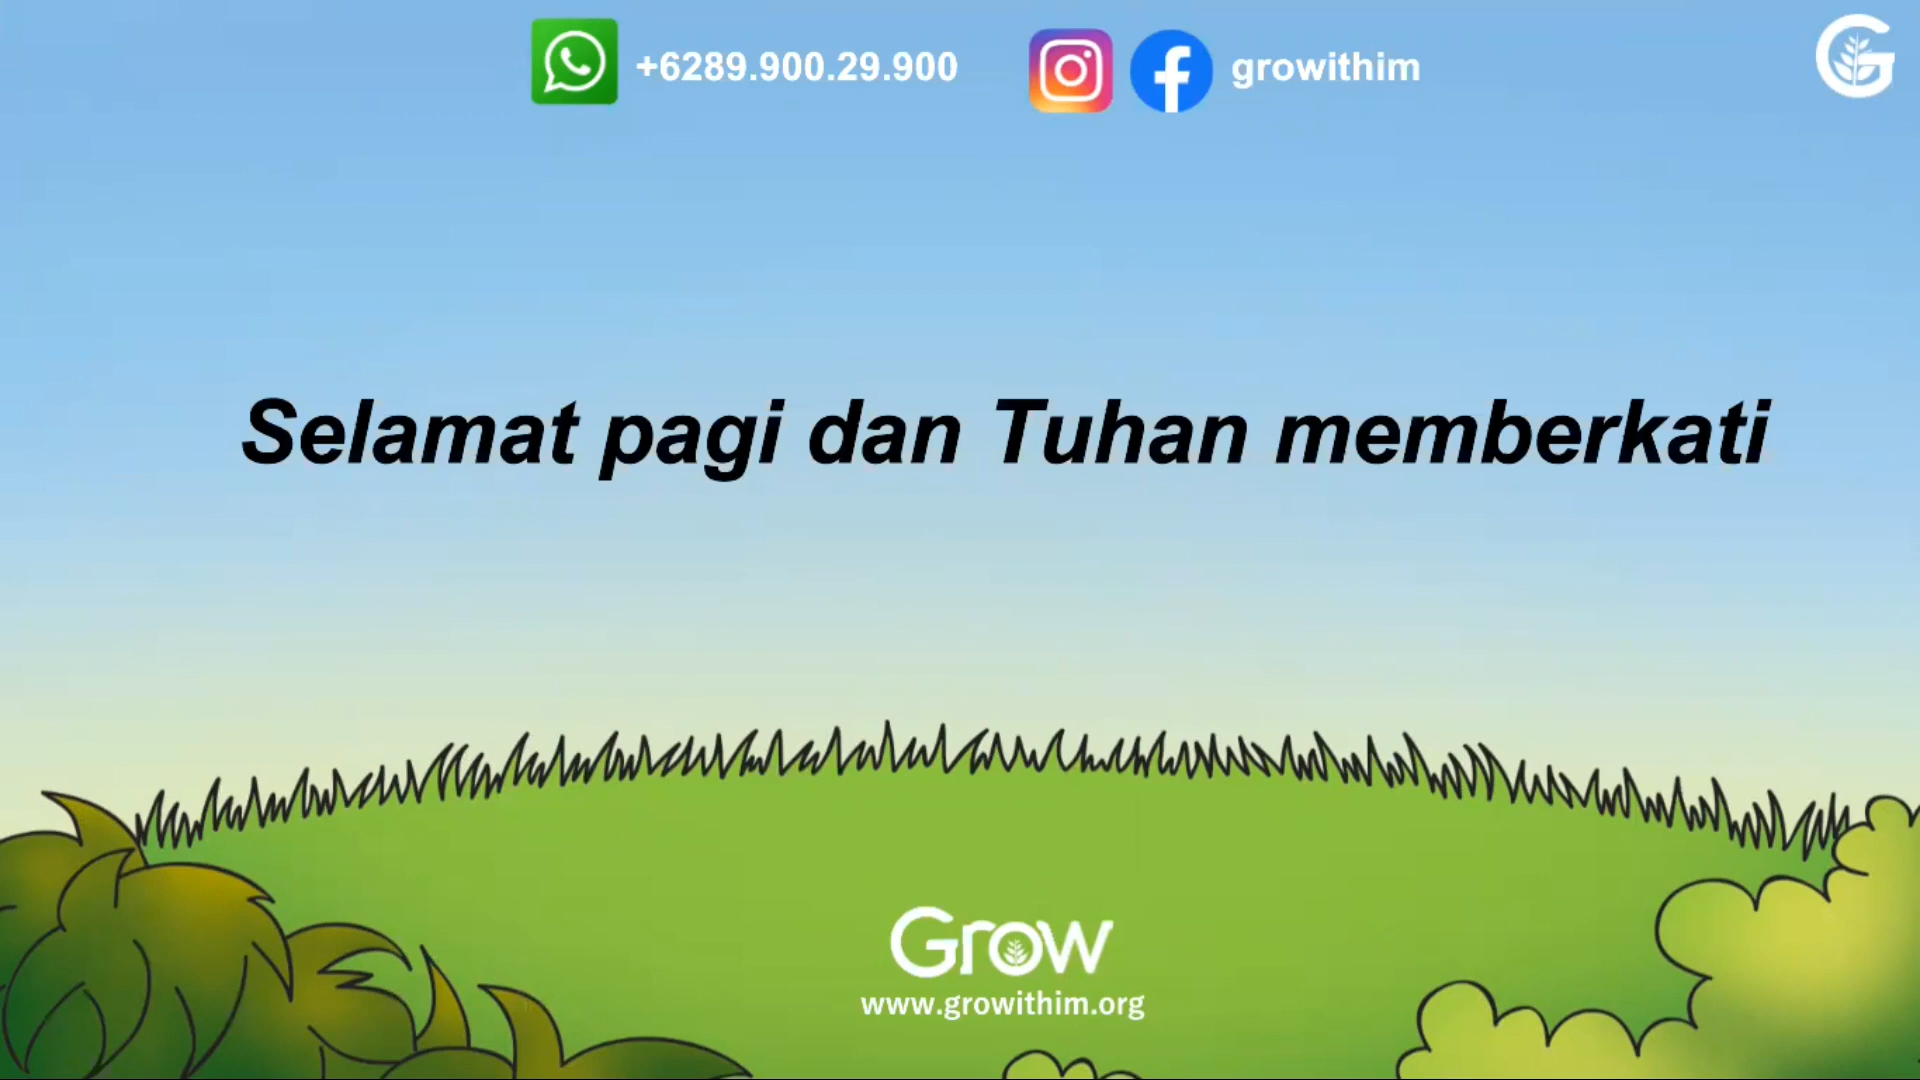 +6289.900.29.900 growithim
Selamat pagi dan Tuhan memberkati
Grow
www.growithim.org